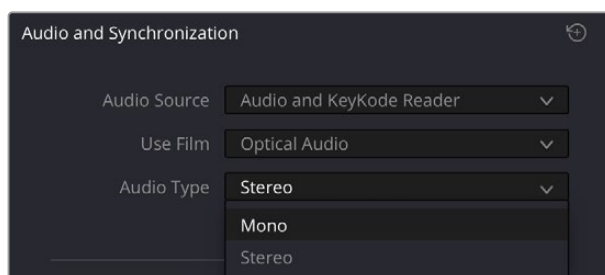 Audio and Synchronization
Audio Source Audio and KeyKode Reader
Use Film Optical Audio
Audio Type Stereo
Mono
Stereo